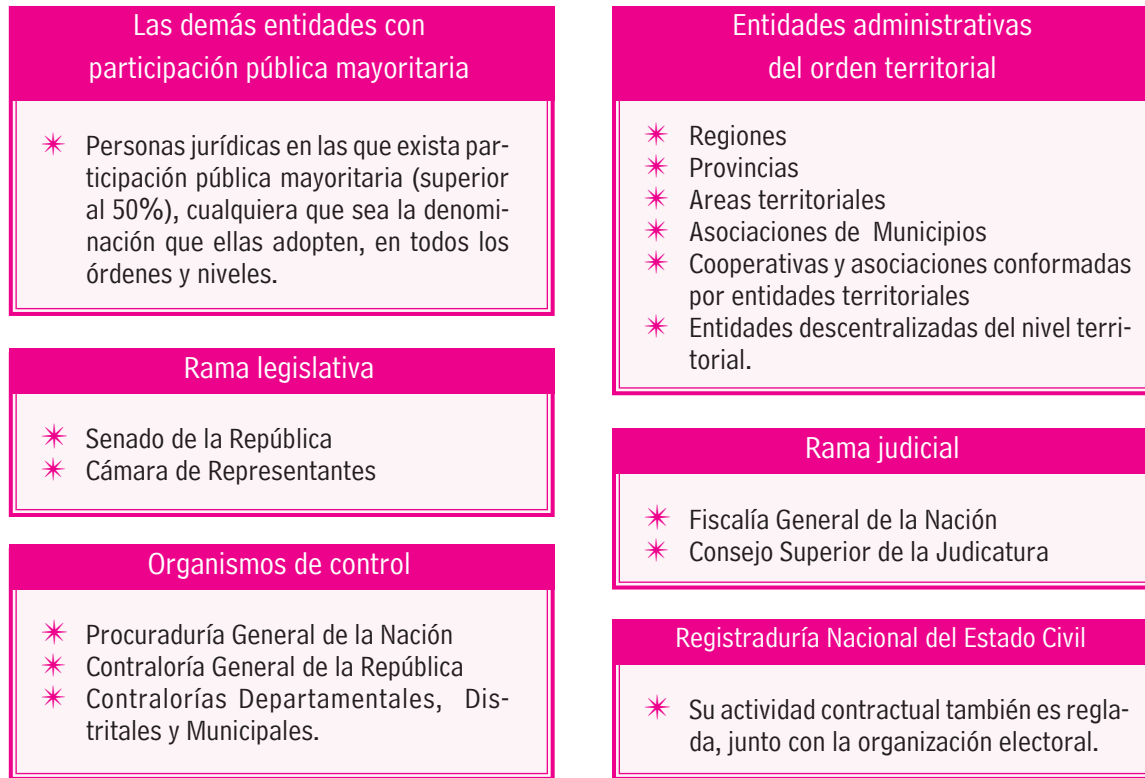 Las demás entidades con
participación pública mayoritaria
✴ Personas jurídicas en las que exista par-
ticipación pública mayoritaria (superior
al 50%), cualquiera que sea la denomi-
nación que ellas adopten, en todos los
órdenes y niveles.
Rama legislativa
✴ Senado de la República
✴ Cámara de Representantes
Organismos de control
✴ Procuraduría General de la Nación
✴ Contraloría General de la República
✴ Contralorías Departamentales, Dis-
tritales y Municipales.
Entidades administrativas
del orden territorial
✴ Regiones
✴ Provincias
✴ Areas territoriales
✴ Asociaciones de Municipios
✴ Cooperativas y asociaciones conformadas
por entidades territoriales
✴ Entidades descentralizadas del nivel terri-
torial.
Rama judicial
✴ Fiscalía General de la Nación
✴ Consejo Superior de la Judicatura
Registraduría Nacional del Estado Civil
✴ Su actividad contractual también es regla-
da, junto con la organización electoral.